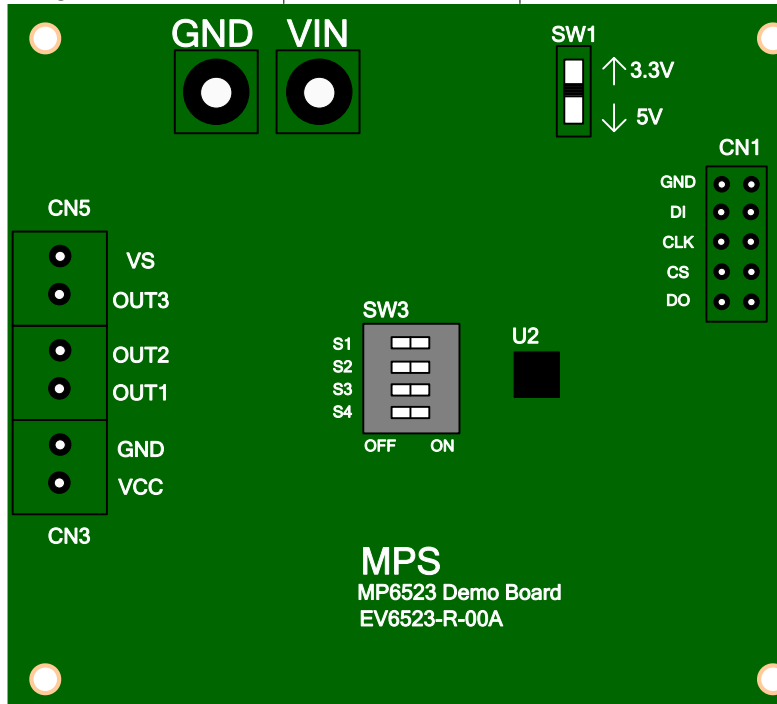 GND VIN
SW1
3.3V
5V
CN1
GND
DI
CLK
CS
DO
CN5
VS
OUT3
OUT2
OUT1
GND
VCC
CN3
SW3
S1
S2
S3
S4
OFF ON
U2
MPS
MP6523 Demo Board
EV6523-R-00A